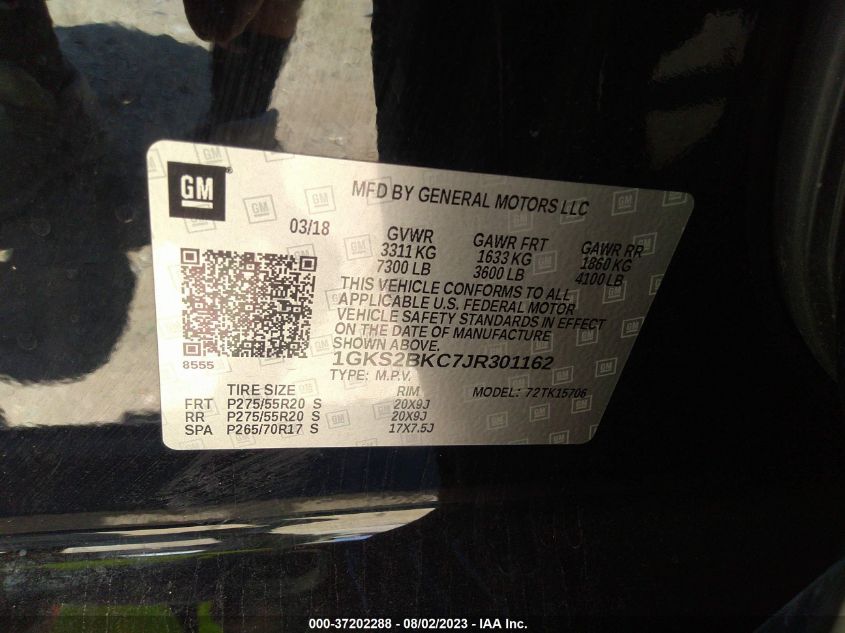 GM
MFD BY GENERAL MOTORS LLC
03/18
GVWR
3311 KG
7300 LB
GAWR FRT
1633 KG
3600 LB
GAWR RR
1860 KG
4100 LB
THIS VEHICLE CONFORMS TO ALL
APPLICABLE U.S. FEDERAL MOTOR
VEHICLE SAFETY STANDARDS IN EFFECT
ON THE DATE OF MANUFACTURE
SHOWN ABOVE.
8555
1GKS2BKC7JR301162
TYPE: M.P.V.
MODEL: 72TK15706
TIRE SIZE RIM
FRT P275/55R20 S 20X9J
RR P275/55R20 S 20X9J
SPA P265/70R17 S 17X7.5J
000-37202288 - 08/02/2023 - IAA Inc.